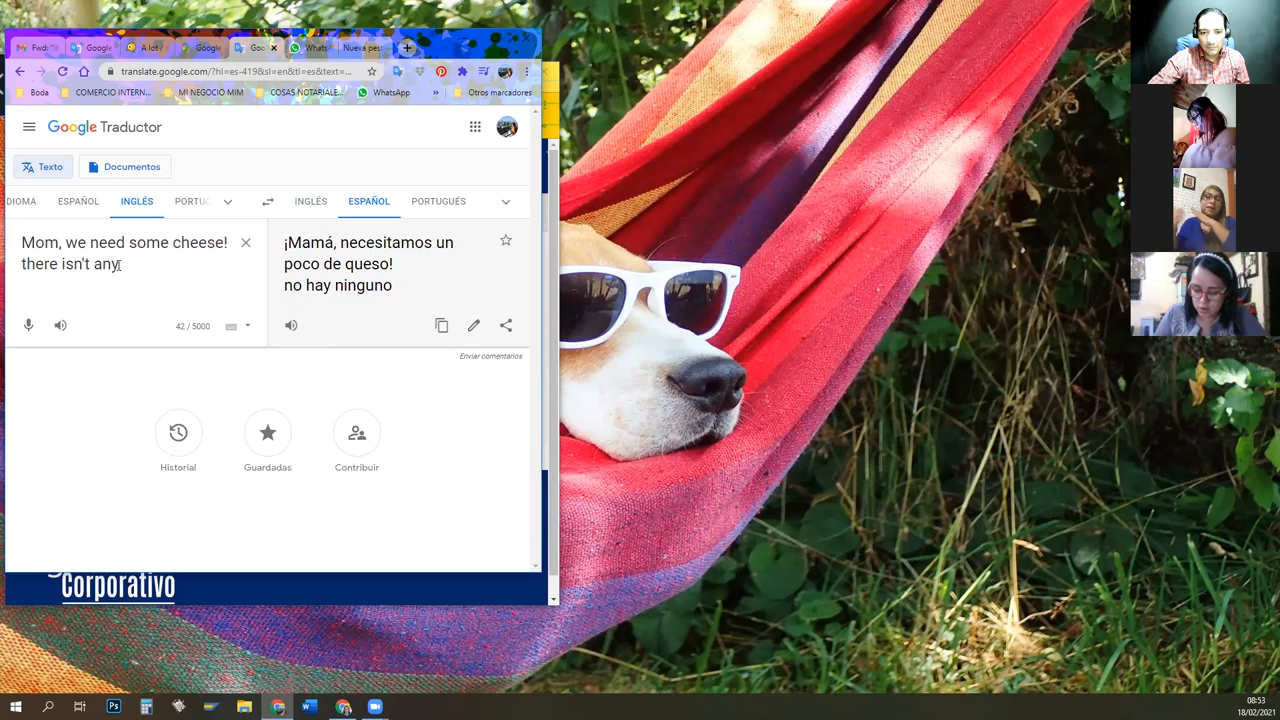 Fwd:
Google
A lot /
Google
Goo
Whats
Nueva pest
translate.google.com/?hl=es-419&sl=en&tl=es&text=...
Boda
COMERCIO INTERN...
MI NEGOCIO MIM
COSAS NOTARIALE...
WhatsApp
»
Otros marcadores
Google Traductor
Texto
Documentos
IDIOMA
ESPAÑOL
INGLÉS
PORTUG
INGLÉS
ESPAÑOL
PORTUGUÉS
Mom, we need some cheese!
there isn't any
¡Mamá, necesitamos un
poco de queso!
no hay ninguno
42 / 5000
Enviar comentarios
Historial
Guardadas
Contribuir
Corporativo
08:53
18/02/2021